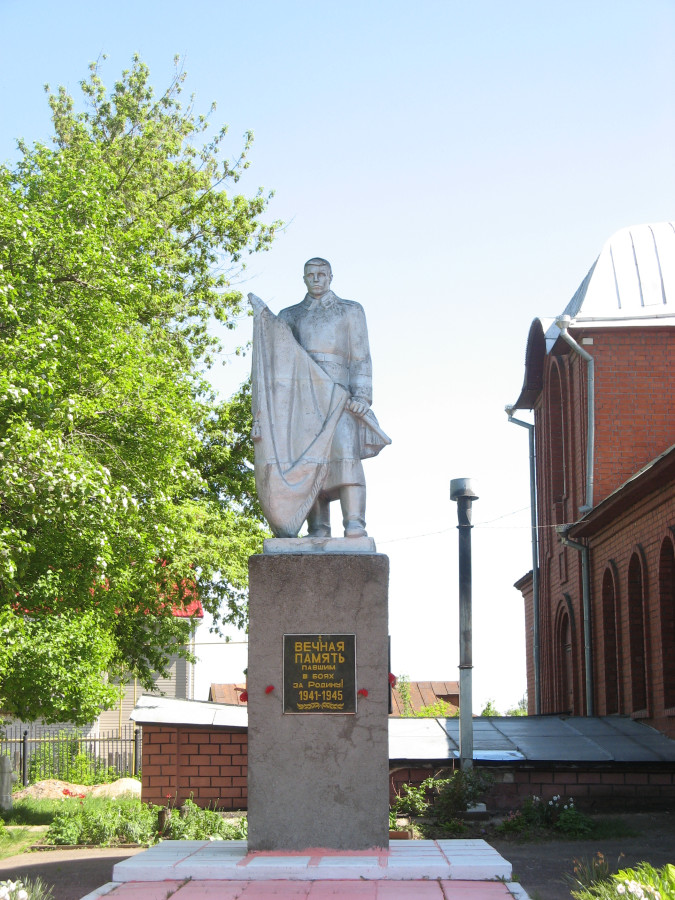 ВЕЧНАЯ
ПАМЯТЬ
ПАВШИМ
В БОЯХ
ЗА РОДИНУ!
1941-1945